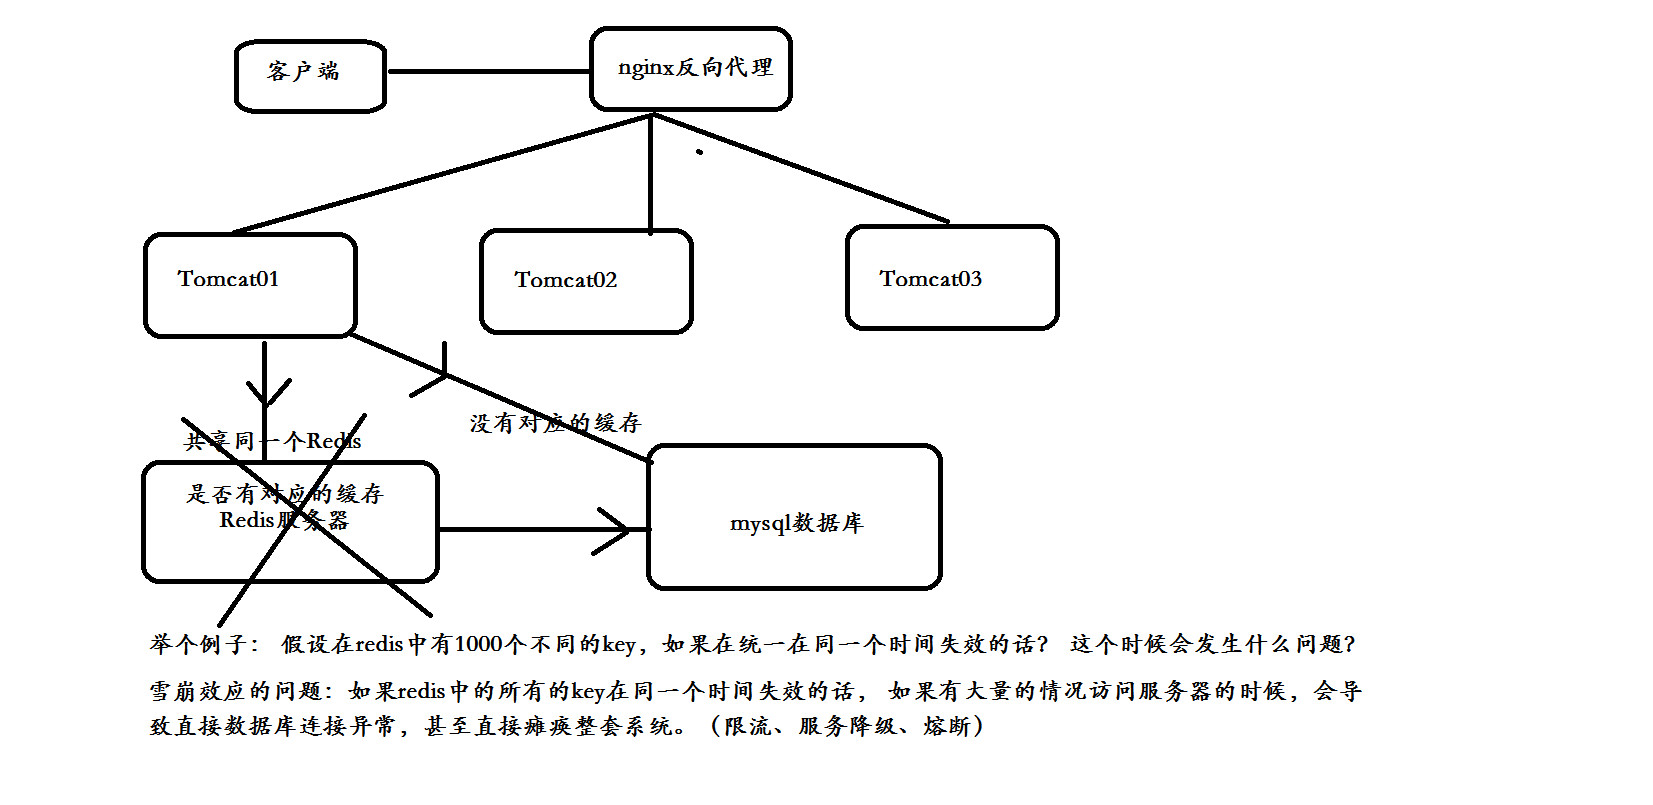 客户端
nginx反向代理
Tomcat01
Tomcat02
Tomcat03
没有对应的缓存
共享同一个Redis
是否有对应的缓存
Redis服务器
mysql数据库
举个例子： 假设在redis中有1000个不同的key，如果在统一在同一个时间失效的话？ 这个时候会发生什么问题？
雪崩效应的问题：如果redis中的所有的key在同一个时间失效的话， 如果有大量的情况访问服务器的时候，会导
致直接数据库连接异常，甚至直接瘫痪整套系统。（限流、服务降级、熔断）